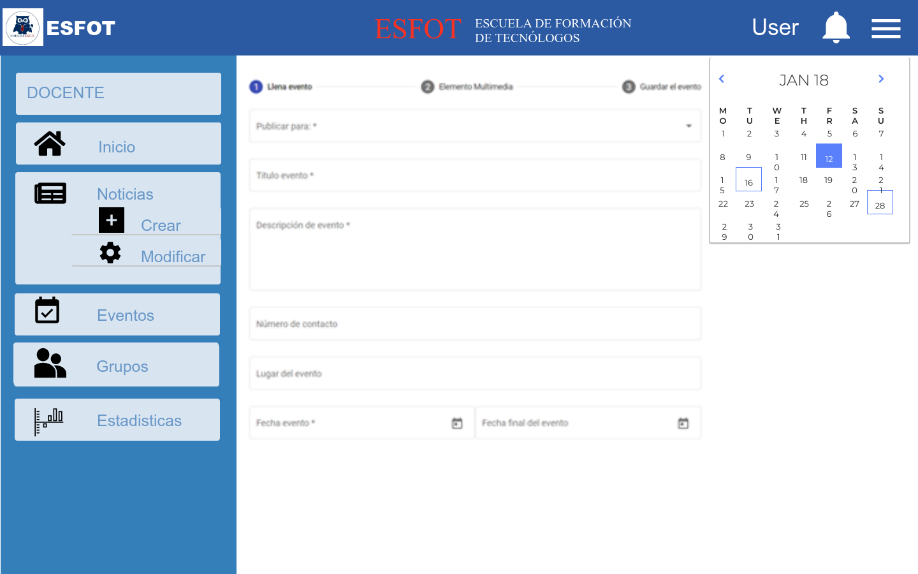 ESFOT
ESFOT
ESCUELA DE FORMACIÓN
DE TECNÓLOGOS
User
DOCENTE
Inicio
Noticias
Crear
Modificar
Eventos
Grupos
Estadisticas
1 Llena evento
2 Elemento Multimedia
3 Guardar el evento
Publicar para: *
Titulo evento *
Descripción de evento *
Número de contacto
Lugar del evento
Fecha evento *
Fecha final del evento
JAN 18
MO TU WE TH FR SA SU
1 2 3 4 5 6 7
8 9 10 11 12 13 14
15 16 17 18 19 20 21
22 23 24 25 26 27 28
29 30 31